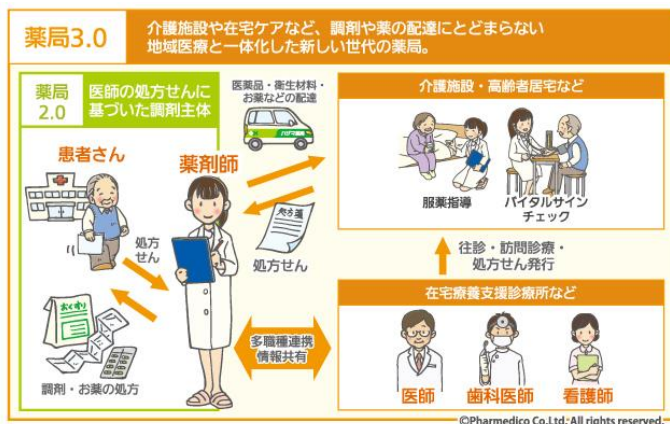 薬局3.0
介護施設や在宅ケアなど、調剤や薬の配達にとどまらない
地域医療と一体化した新しい世代の薬局。
薬局
2.0
医師の処方せんに
基づいた調剤主体
医薬品・衛生材料・
お薬などの配達
ハザマ薬局
患者さん
薬剤師
処方
せん
処方箋
処方せん
おくすり
調剤・お薬の処方
介護施設・高齢者居宅など
服薬指導
バイタルサイン
チェック
往診・訪問診療・
処方せん発行
多職種連携
情報共有
在宅療養支援診療所など
医師
歯科医師
看護師
©Pharmedico Co.,Ltd. All rights reserved.